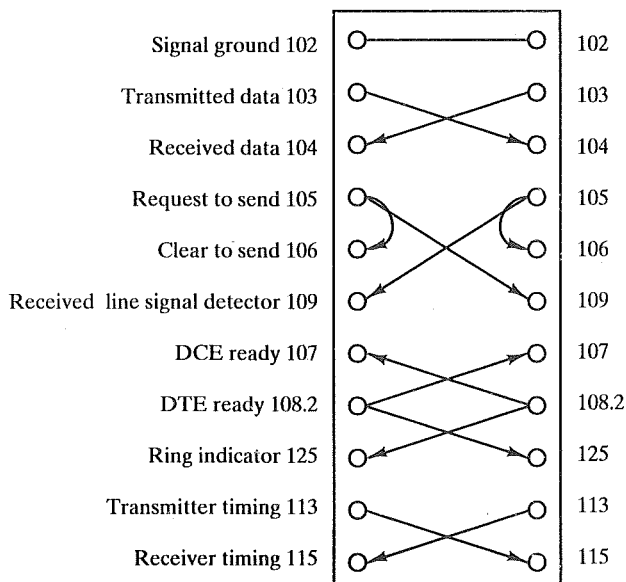 Signal ground 102 102
Transmitted data 103 103
Received data 104 104
Request to send 105 105
Clear to send 106 106
Received line signal detector 109 109
DCE ready 107 107
DTE ready 108.2 108.2
Ring indicator 125 125
Transmitter timing 113 113
Receiver timing 115 115